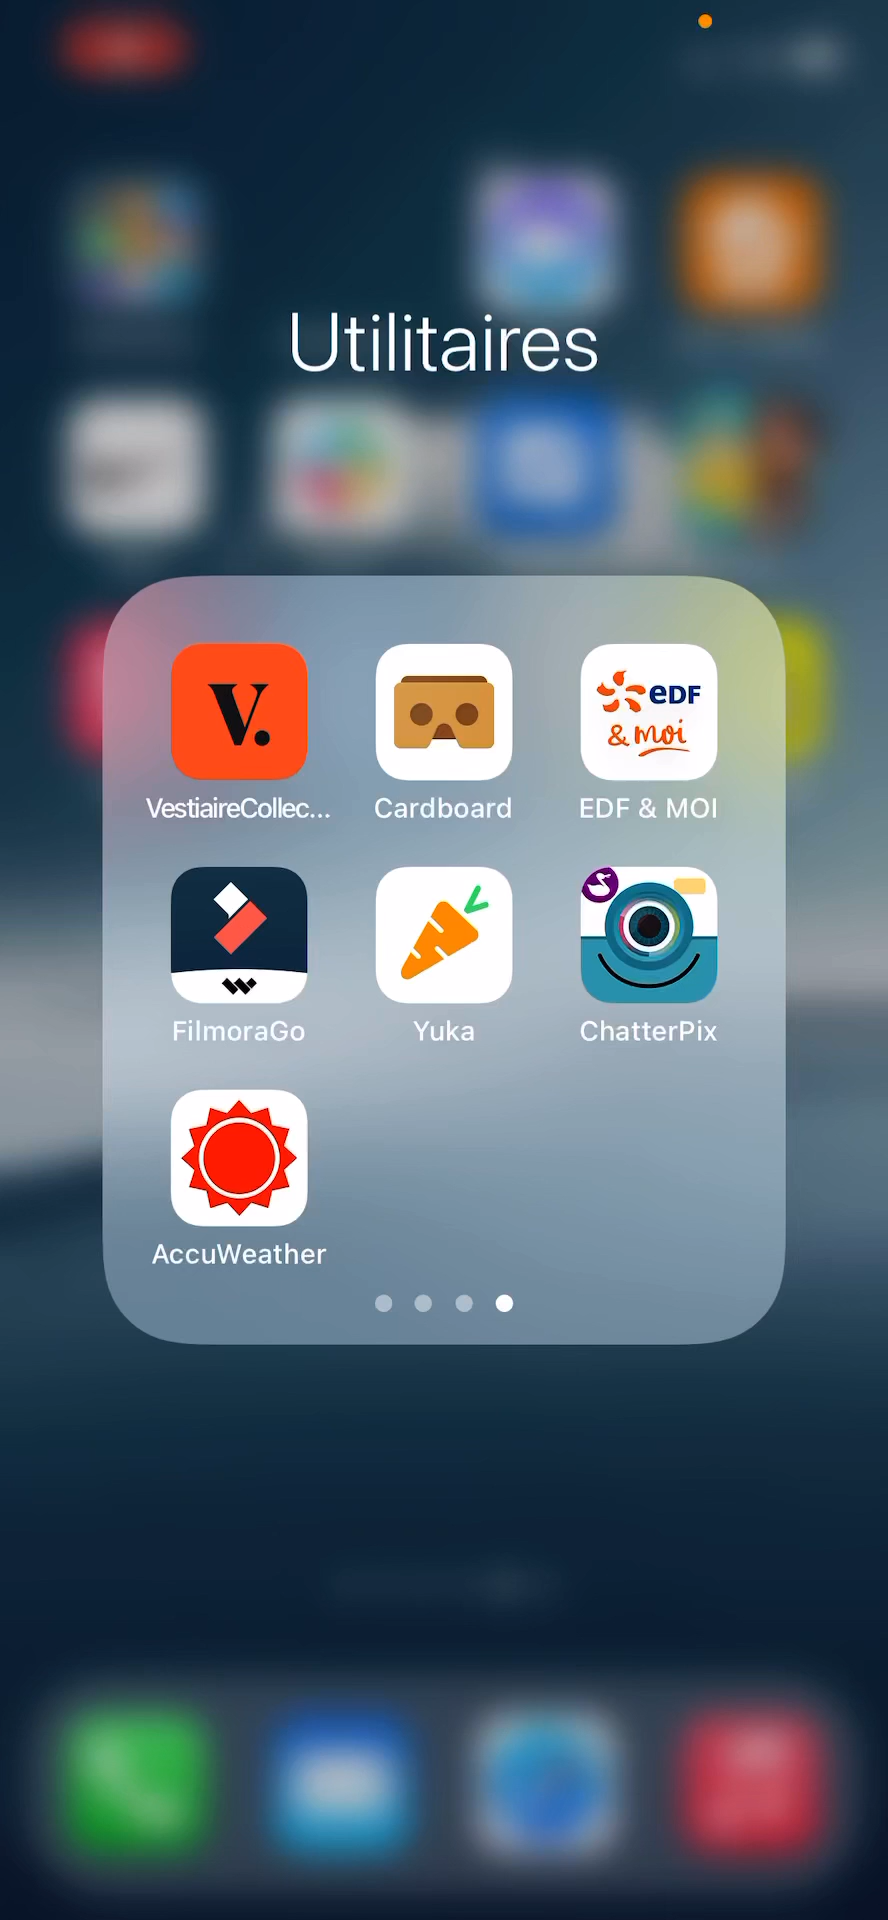 Utilitaires
V.
VestiaireCollec...
Cardboard
eDF
& moi
EDF & MOI
FilmoraGo
Yuka
ChatterPix
AccuWeather